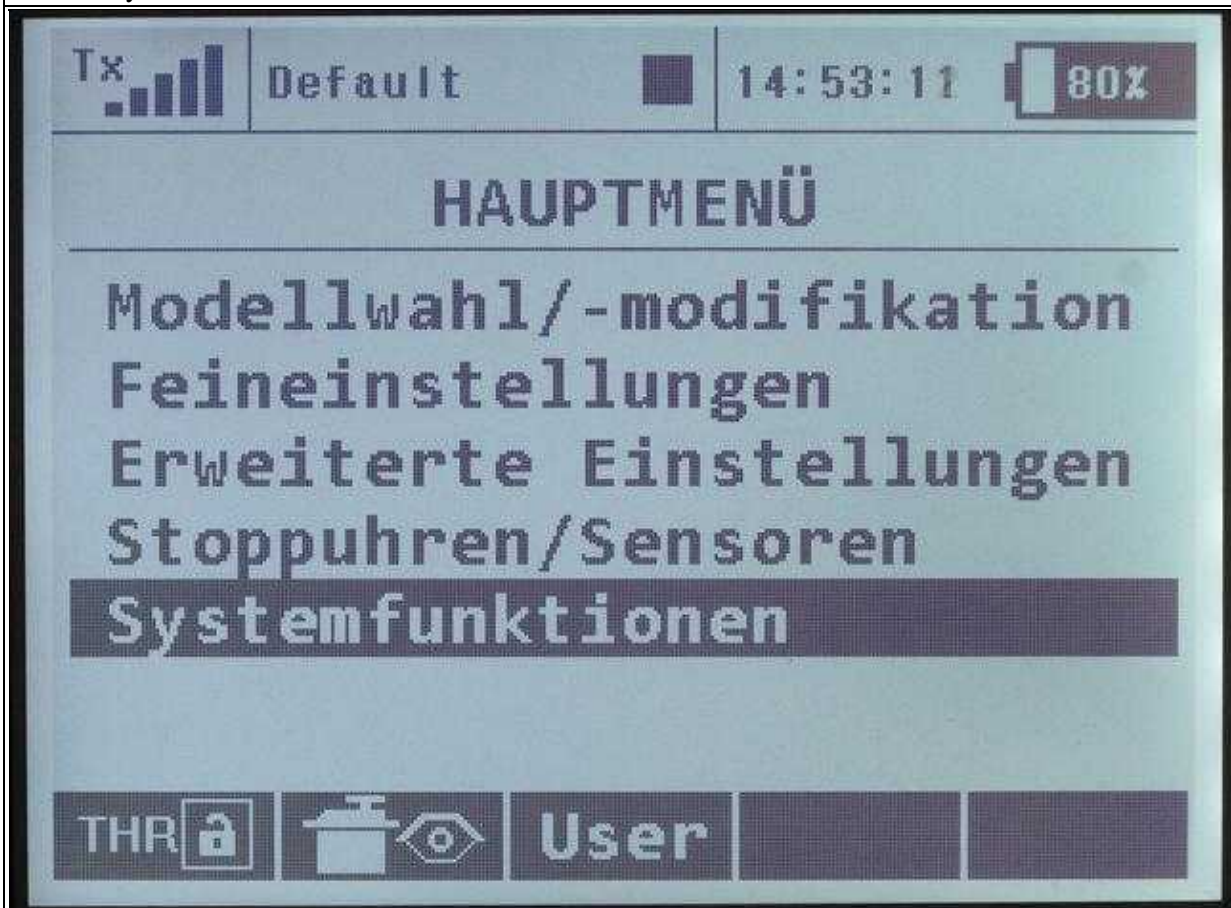 Tx Default 14:53:11 80%
HAUPTMENÜ
Modellwahl/-modifikation
Feineinstellungen
Erweiterte Einstellungen
Stoppuhren/Sensoren
Systemfunktionen
THR User